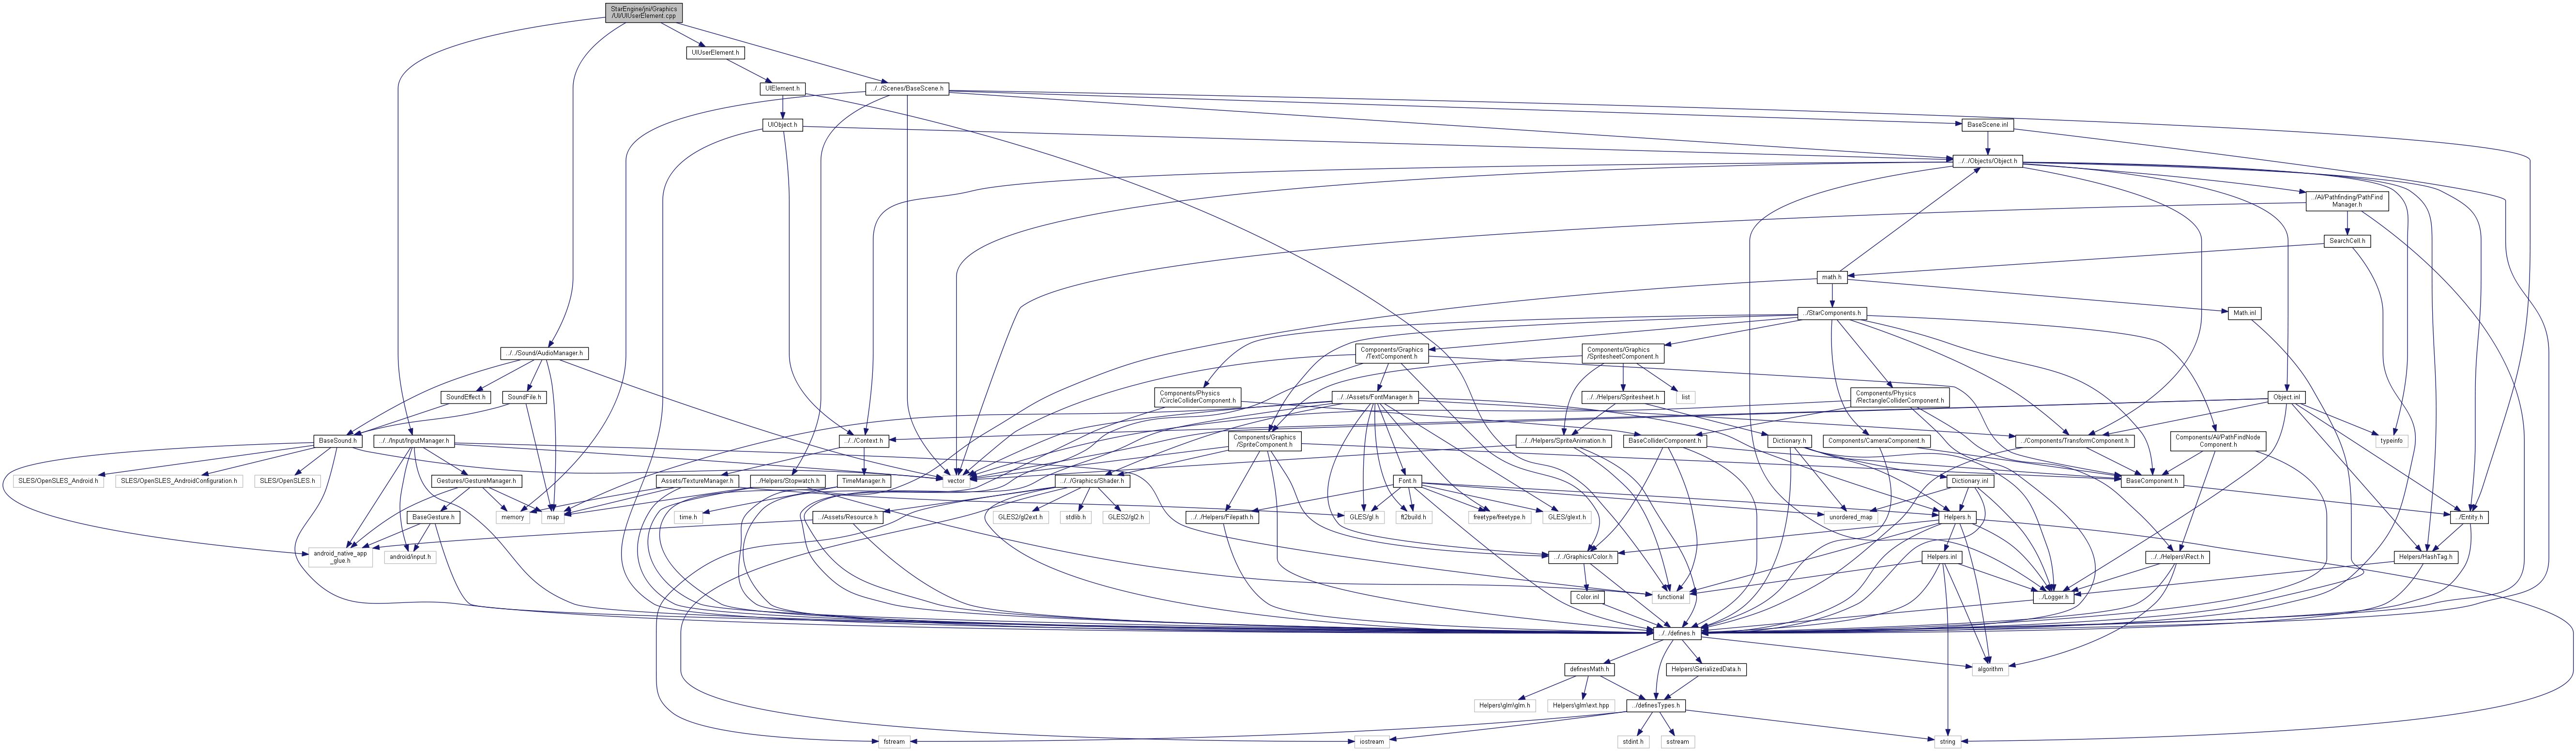 StarEngine/jni/Graphics
/UI/UIUserElement.cpp
UIUserElement.h
UIElement.h
../../Scenes/BaseScene.h
UIObject.h
BaseScene.inl
../../Objects/Object.h
../AI/Pathfinding/PathFind
Manager.h
SearchCell.h
math.h
../StarComponents.h
Math.inl
../../Sound/AudioManager.h
Components/Graphics
/TextComponent.h
Components/Graphics
/SpritesheetComponent.h
SoundEffect.h
SoundFile.h
Components/Physics
/CircleColliderComponent.h
../../Assets/FontManager.h
../../Helpers/Spritesheet.h
list
Components/Physics
/RectangleColliderComponent.h
Object.inl
BaseSound.h
../../Input/InputManager.h
../../Context.h
Components/Graphics
/SpriteComponent.h
../../Helpers/SpriteAnimation.h
BaseColliderComponent.h
Dictionary.h
Components/CameraComponent.h
../Components/TransformComponent.h
Components/AI/PathFindNode
Component.h
typeinfo
SLES/OpenSLES_Android.h
SLES/OpenSLES_AndroidConfiguration.h
SLES/OpenSLES.h
Gestures/GestureManager.h
Assets/TextureManager.h
../Helpers/Stopwatch.h
TimeManager.h
vector
../../Graphics/Shader.h
Font.h
Dictionary.inl
BaseComponent.h
BaseGesture.h
memory
map
time.h
../Assets/Resource.h
GLES2/gl2ext.h
stdlib.h
GLES2/gl2.h
../../Helpers/Filepath.h
GLES/gl.h
ft2build.h
freetype/freetype.h
GLES/glext.h
unordered_map
Helpers.h
../Entity.h
android_native_app
_glue.h
android/input.h
../../Graphics/Color.h
Helpers.inl
../../Helpers\Rect.h
Helpers/HashTag.h
Color.inl
functional
../Logger.h
../../defines.h
definesMath.h
Helpers\SerializedData.h
algorithm
Helpers\glm\glm.h
Helpers\glm\ext.hpp
../definesTypes.h
fstream
iostream
stdint.h
sstream
string